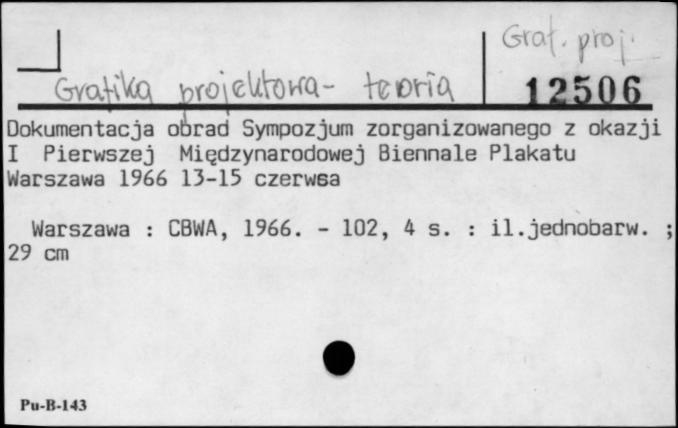 Graf. proj.
Grafika projektowa - teoria
12506
Dokumentacja obrad Sympozjum zorganizowanego z okazji
I Pierwszej Międzynarodowej Biennale Plakatu
Warszawa 1966 13-15 czerwsa
Warszawa : CBWA, 1966. - 102, 4 s. : il.jednobarw. ;
29 cm
Pu-B-143